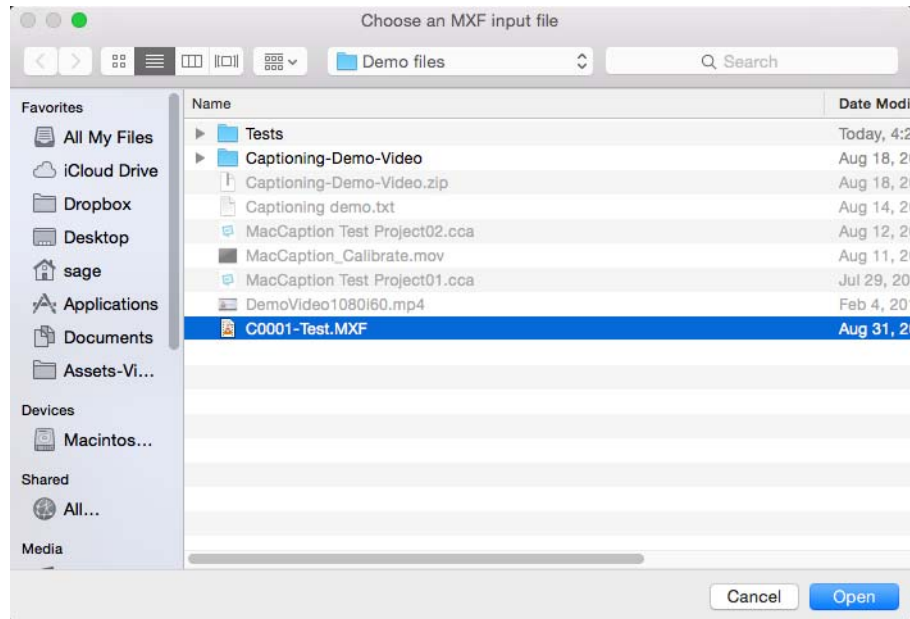 Choose an MXF input file
Demo files
Search
Favorites
All My Files
iCloud Drive
Dropbox
Desktop
sage
Applications
Documents
Assets-Vi...
Devices
Macintos...
Shared
All...
Media
Name Date Modi
Tests Today, 4:2
Captioning-Demo-Video Aug 18, 2
Captioning-Demo-Video.zip Aug 18, 2
Captioning demo.txt Aug 14, 2
MacCaption Test Project02.cca Aug 12, 2
MacCaption_Calibrate.mov Aug 11, 2
MacCaption Test Project01.cca Jul 29, 20
DemoVideo1080i60.mp4 Feb 4, 20
C0001-Test.MXF Aug 31, 2
Cancel Open